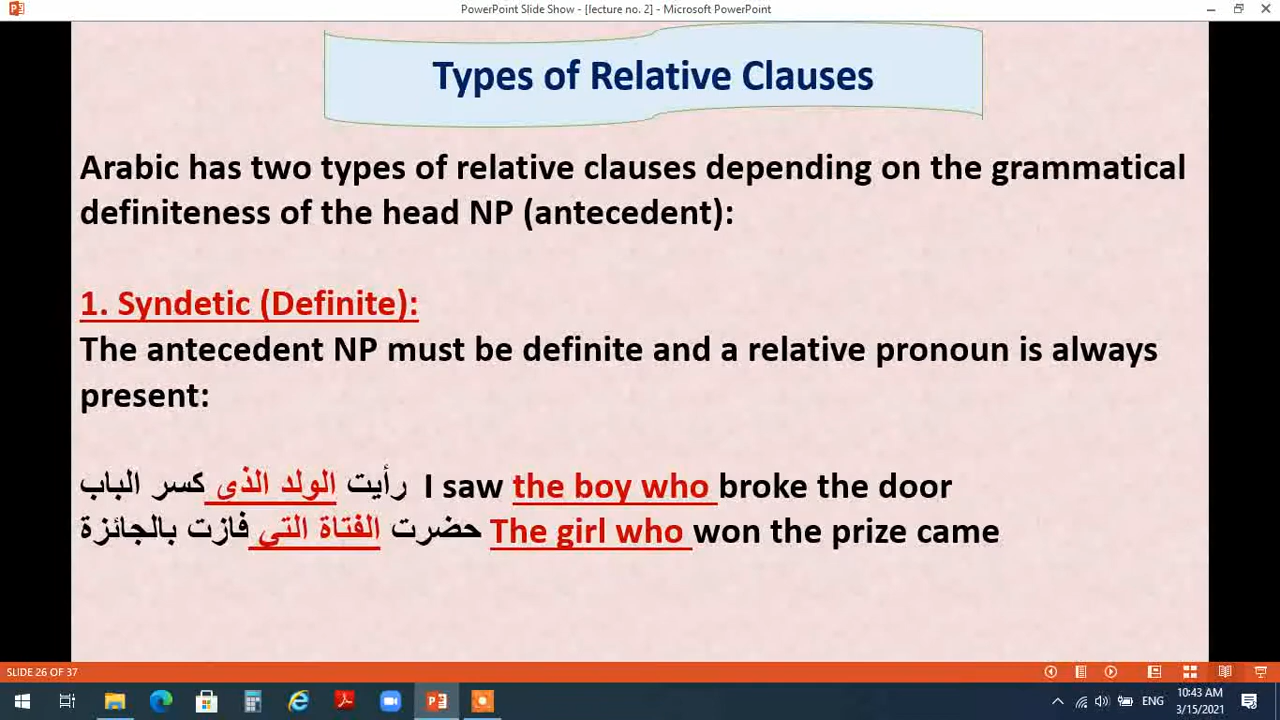 PowerPoint Slide Show - [lecture no. 2] - Microsoft PowerPoint
Types of Relative Clauses
Arabic has two types of relative clauses depending on the grammatical
definiteness of the head NP (antecedent):
1. Syndetic (Definite):
The antecedent NP must be definite and a relative pronoun is always
present:
رأيت الولد الذى كسر الباب I saw the boy who broke the door
حضرت الفتاة التي فازت بالجائزة The girl who won the prize came
SLIDE 26 OF 37
ENG
10:43 AM
3/15/2021